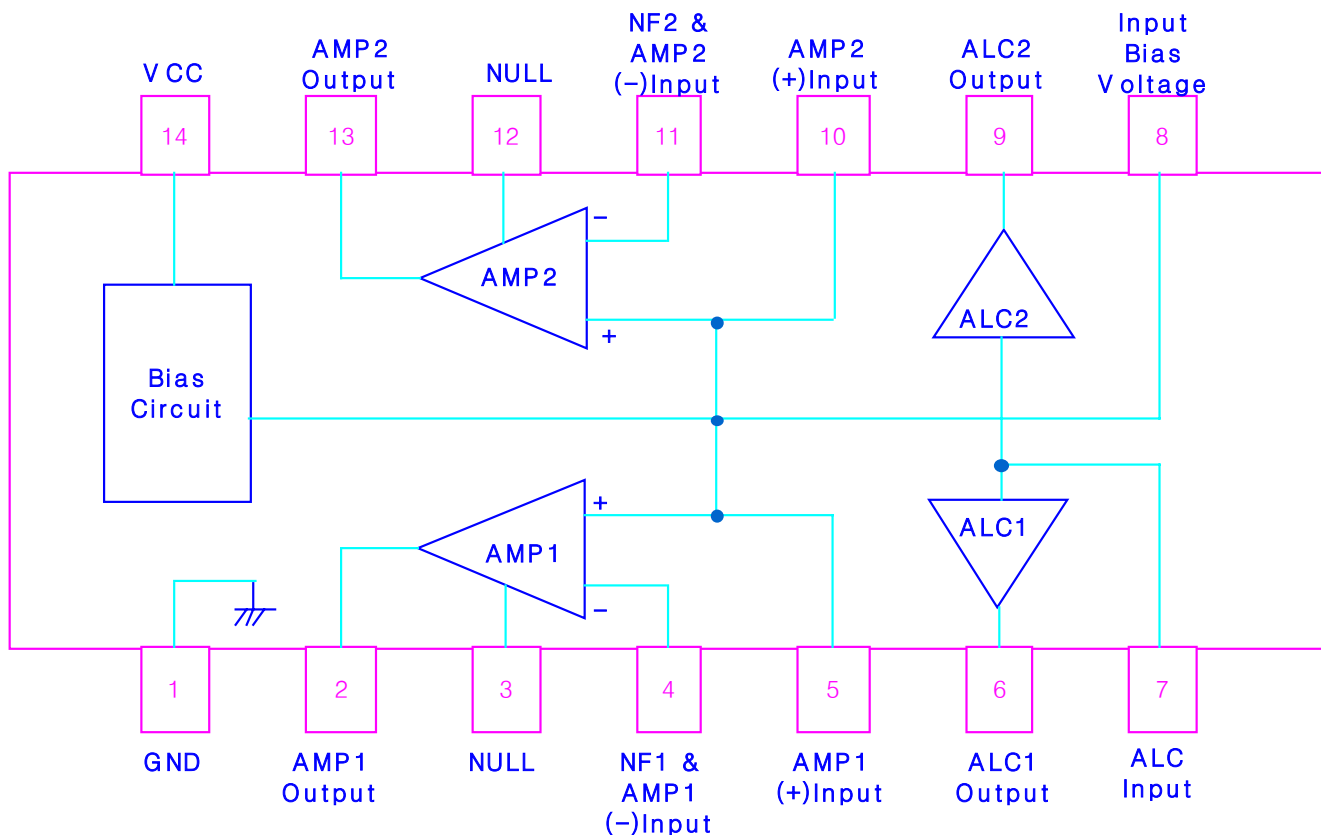 NF2 &
AMP2
(−)Input
Input
Bias
Voltage
AMP2
Output
AMP2
(+)Input
ALC2
Output
VCC
NULL
14
13
12
11
10
9
8
−
AMP2
+
ALC2
Bias
Circuit
+
AMP1
−
ALC1
1
2
3
4
5
6
7
GND
AMP1
Output
NULL
NF1 &
AMP1
(−)Input
AMP1
(+)Input
ALC1
Output
ALC
Input